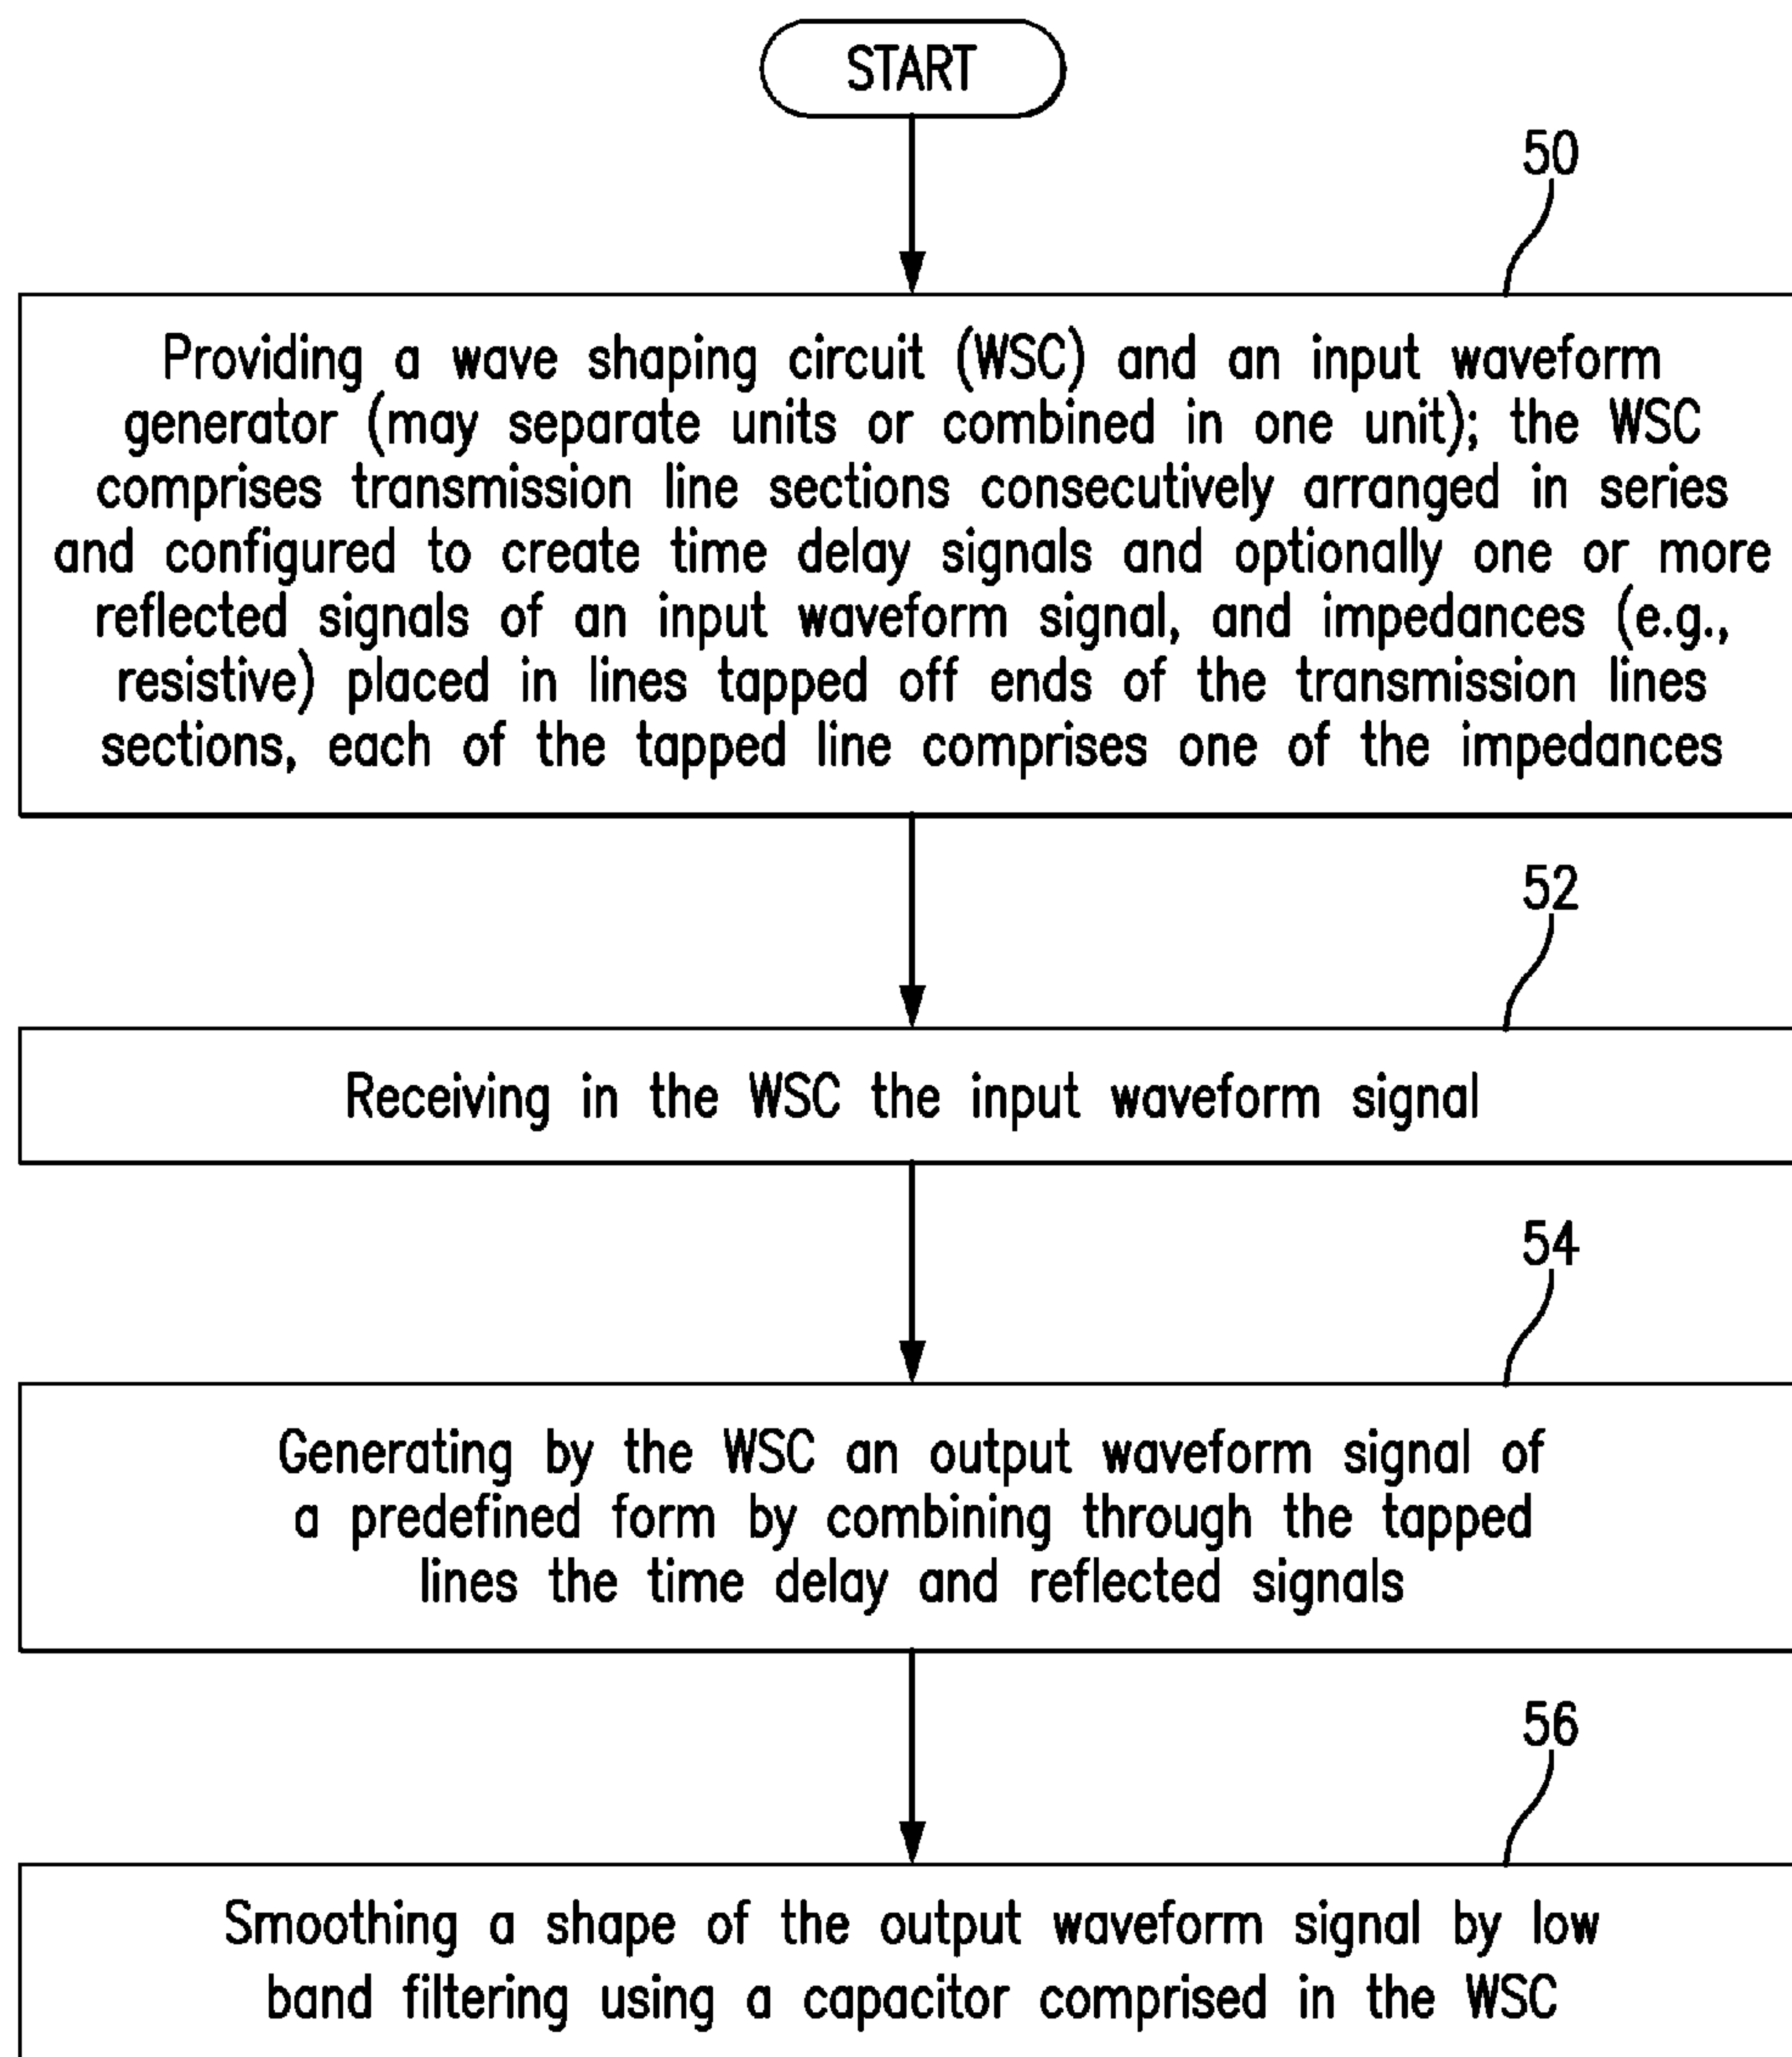 START
50
Providing a wave shaping circuit (WSC) and an input waveform
generator (may separate units or combined in one unit); the WSC
comprises transmission line sections consecutively arranged in series
and configured to create time delay signals and optionally one or more
reflected signals of an input waveform signal, and impedances (e.g.,
resistive) placed in lines tapped off ends of the transmission lines
sections, each of the tapped line comprises one of the impedances
52
Receiving in the WSC the input waveform signal
54
Generating by the WSC an output waveform signal of
a predefined form by combining through the tapped
lines the time delay and reflected signals
56
Smoothing a shape of the output waveform signal by low
band filtering using a capacitor comprised in the WSC